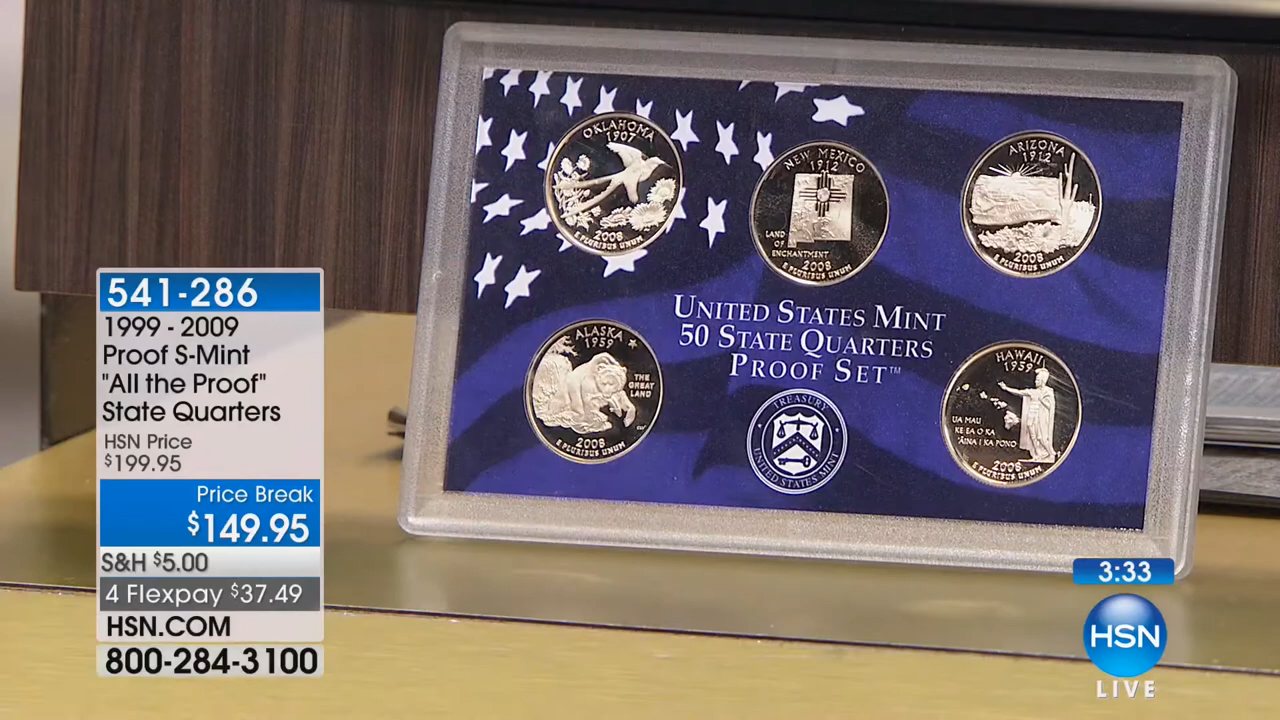 541-286
1999 - 2009
Proof S-Mint
"All the Proof"
State Quarters
HSN Price
$199.95
Price Break
$149.95
S&H $5.00
4 Flexpay $37.49
HSN.COM
800-284-3100
OKLAHOMA
1907
2008
E PLURIBUS UNUM
NEW MEXICO
1912
LAND
OF
ENCHANTMENT
2008
E PLURIBUS UNUM
ARIZONA
1912
2008
E PLURIBUS UNUM
UNITED STATES MINT
50 STATE QUARTERS
PROOF SET™
ALASKA
1959
THE
GREAT
LAND
2008
E PLURIBUS UNUM
HAWAII
1959
UA MAU
KE EA O KA
'ĀINA I KA PONO
2008
E PLURIBUS UNUM
TREASURY
UNITED STATES MINT
3:33
HSN
LIVE